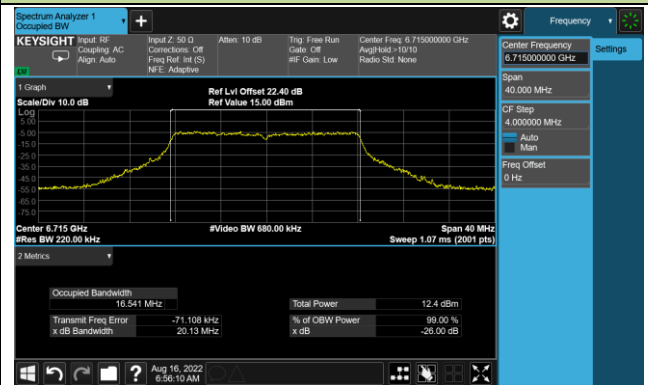 Spectrum Analyzer 1
Occupied BW
Frequency
KEYSIGHT
Input: RF
Coupling: AC
Align: Auto
Input Z: 50 Ω
Corrections: Off
Freq Ref: Int (S)
NFE: Adaptive
Atten: 10 dB
Trig: Free Run
Gate: Off
#IF Gain: Low
Center Freq: 6.715000000 GHz
Avg|Hold:>10/10
Radio Std: None
Center Frequency
6.715000000 GHz
Settings
Span
40.000 MHz
CF Step
4.000000 MHz
Auto
Man
Freq Offset
0 Hz
1 Graph
Scale/Div 10.0 dB
Ref Lvl Offset 22.40 dB
Ref Value 15.00 dBm
Log
5.00
-5.00
-15.0
-25.0
-35.0
-45.0
-55.0
-65.0
-75.0
Center 6.715 GHz
#Res BW 220.00 kHz
#Video BW 680.00 kHz
Span 40 MHz
Sweep 1.07 ms (2001 pts)
2 Metrics
Occupied Bandwidth
16.541 MHz
Total Power 12.4 dBm
Transmit Freq Error -71.108 kHz
% of OBW Power 99.00 %
x dB Bandwidth 20.13 MHz
x dB -26.00 dB
?
Aug 16, 2022
6:56:10 AM